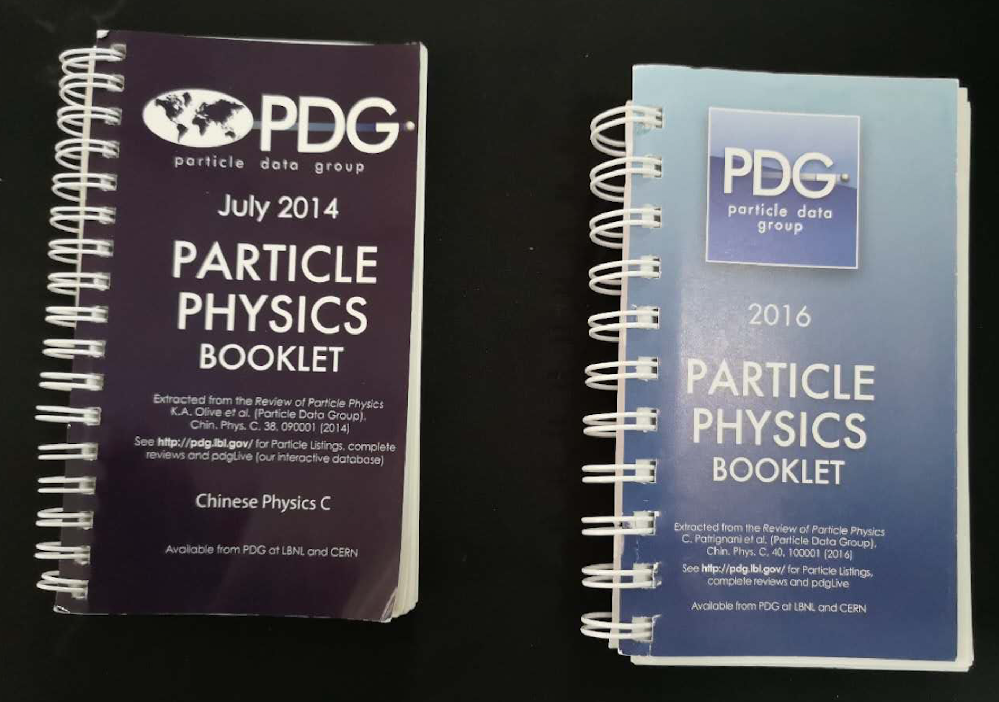 PDG
particle data group
July 2014
PARTICLE
PHYSICS
BOOKLET
Extracted from the Review of Particle Physics
K.A. Olive et al. (Particle Data Group),
Chin. Phys. C, 38, 090001 (2014)
See http://pdg.lbl.gov/ for Particle Listings, complete
reviews and pdgLive (our interactive database)
Chinese Physics C
Available from PDG at LBNL and CERN
PDG
particle data
group
2016
PARTICLE
PHYSICS
BOOKLET
Extracted from the Review of Particle Physics
C. Patrignani et al. (Particle Data Group),
Chin. Phys. C, 40, 100001 (2016)
See http://pdg.lbl.gov/ for Particle Listings,
complete reviews and pdgLive
Available from PDG at LBNL and CERN